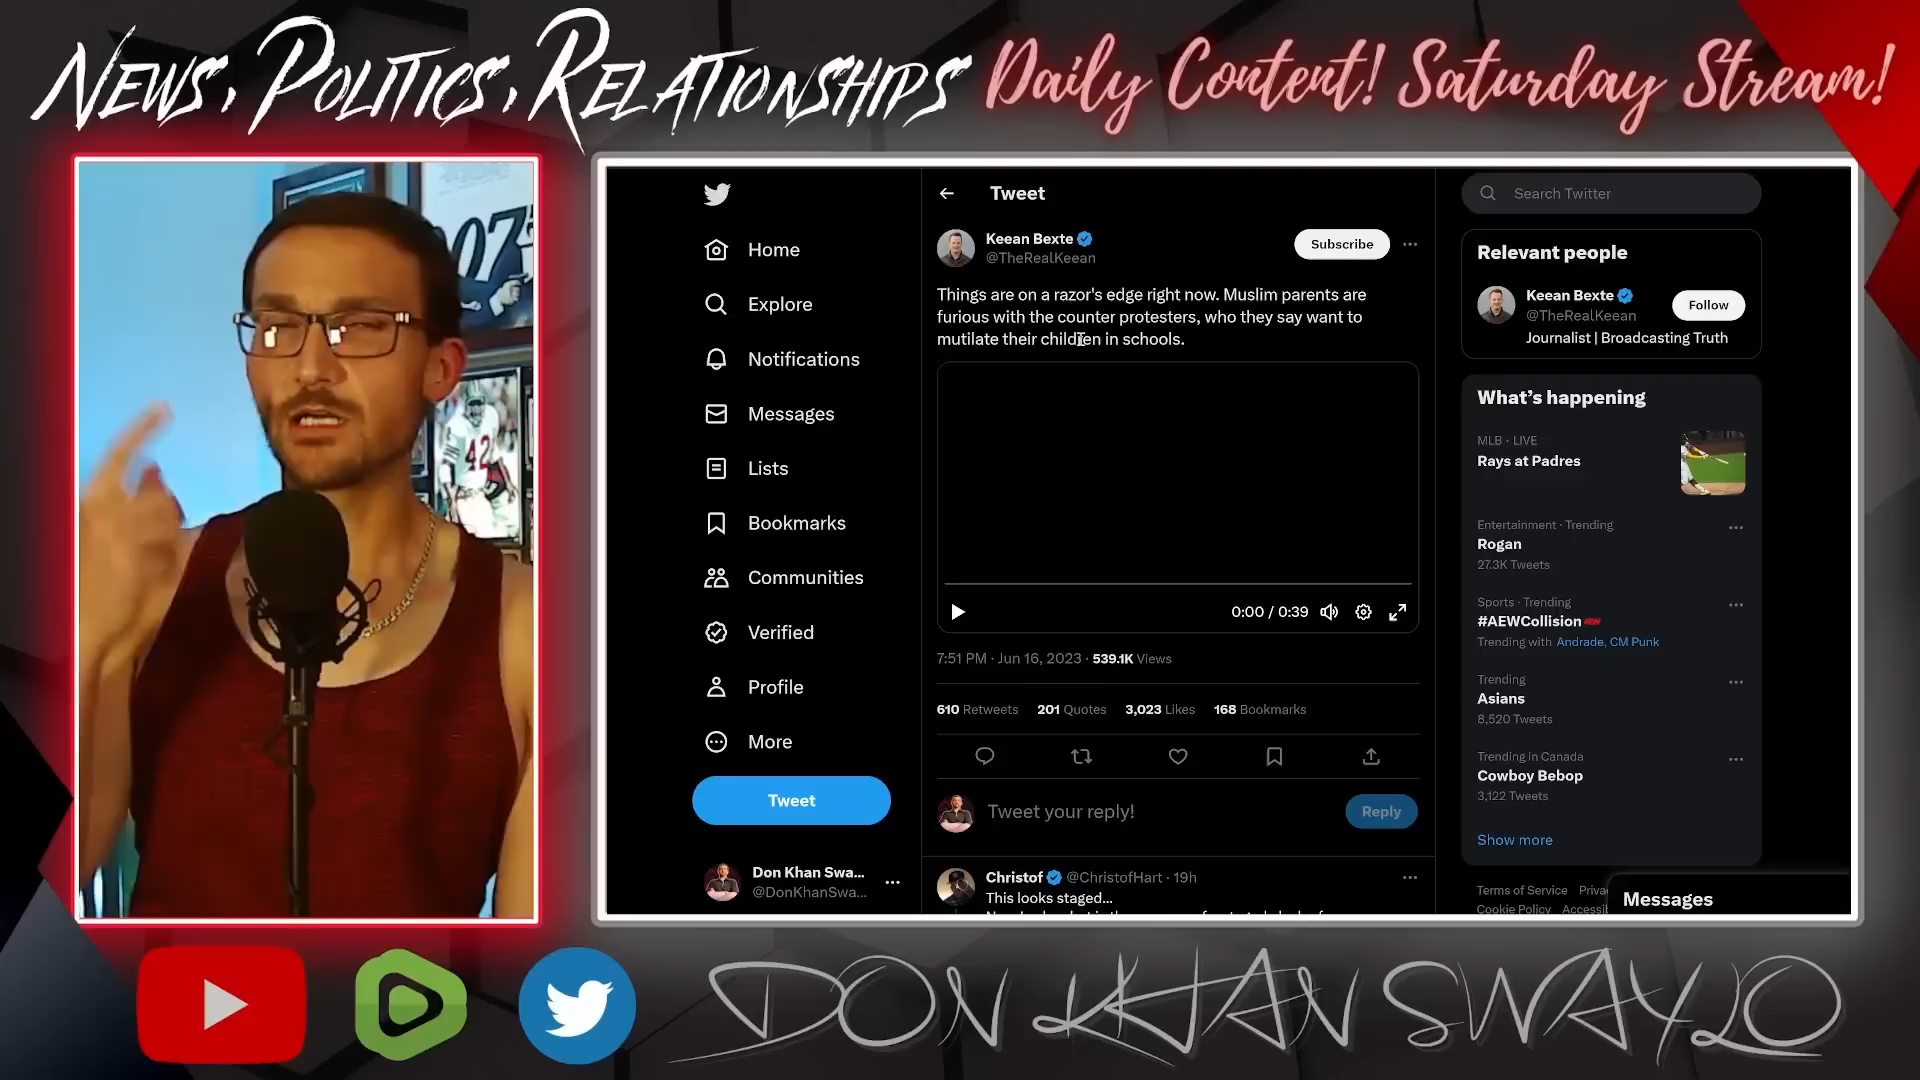 NEWS, POLITICS, RELATIONSHIPS Daily Content! Saturday Stream!
007
42
Home
Explore
Notifications
Messages
Lists
Bookmarks
Communities
Verified
Profile
More
Tweet
Don Khan Swa...
@DonKhanSwa...
Tweet
Keean Bexte
@TheRealKeean
Subscribe
Things are on a razor's edge right now. Muslim parents are
furious with the counter protesters, who they say want to
mutilate their children in schools.
0:00 / 0:39
7:51 PM · Jun 16, 2023 · 539.1K Views
610 Retweets 201 Quotes 3,023 Likes 168 Bookmarks
Tweet your reply!
Reply
Christof @ChristofHart · 19h
This looks staged...
Search Twitter
Relevant people
Keean Bexte
@TheRealKeean
Follow
Journalist | Broadcasting Truth
What's happening
MLB · LIVE
Rays at Padres
Entertainment · Trending
Rogan
27.3K Tweets
Sports · Trending
#AEWCollision
Trending with Andrade, CM Punk
Trending
Asians
8,520 Tweets
Trending in Canada
Cowboy Bebop
3,122 Tweets
Show more
Terms of Service
Cookie Policy
Messages
DON KHAN SWAYLO